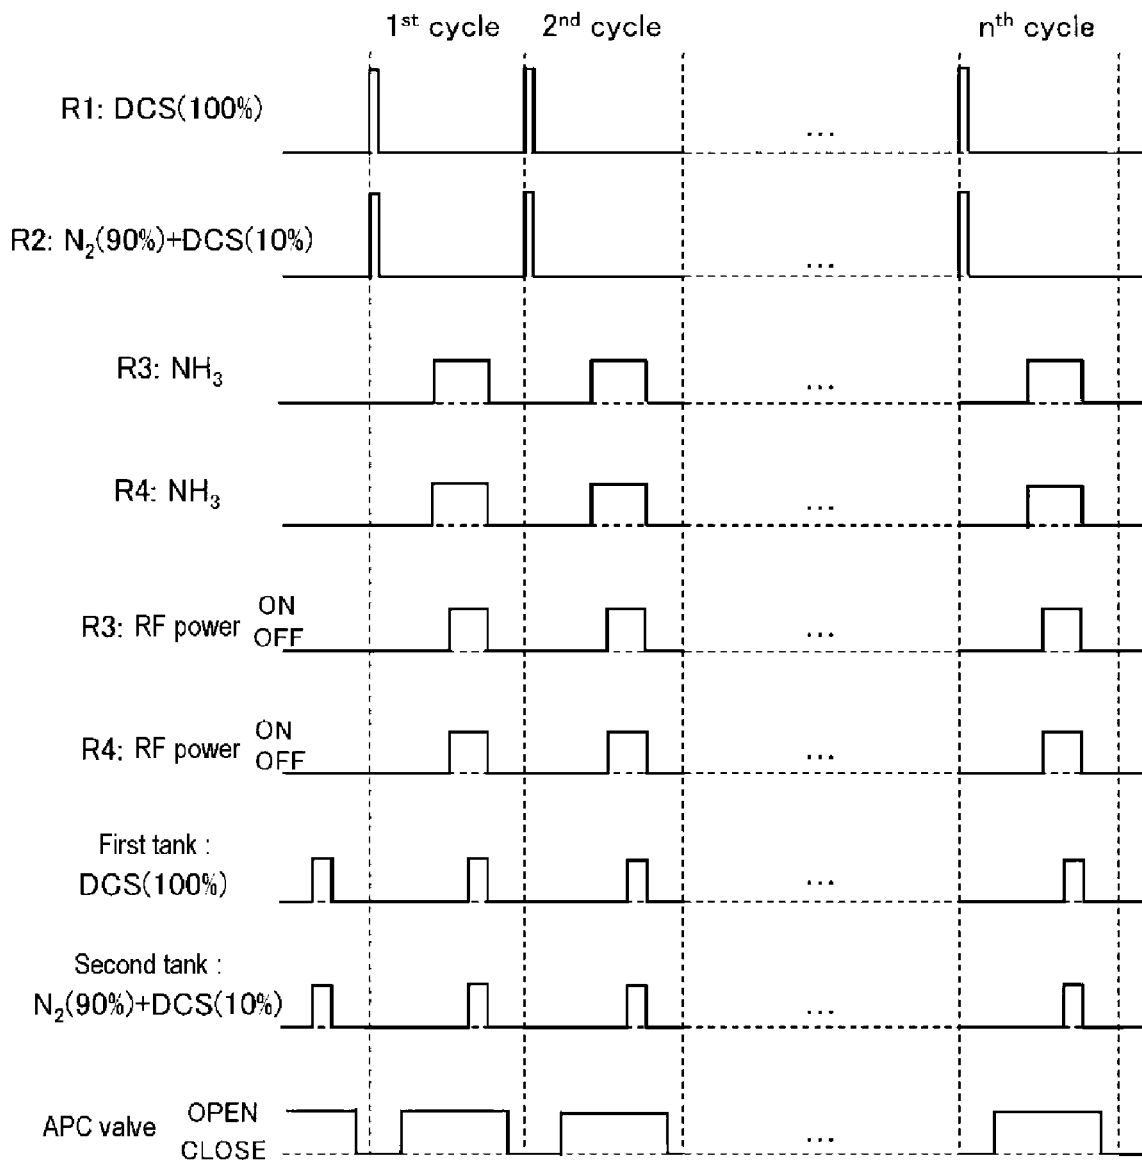 1st cycle 2nd cycle nth cycle
R1: DCS(100%)
...
R2: N2(90%)+DCS(10%)
...
R3: NH3
...
R4: NH3
...
R3: RF power ON
OFF
...
R4: RF power ON
OFF
...
First tank :
DCS(100%)
...
Second tank :
N2(90%)+DCS(10%)
...
APC valve OPEN
CLOSE
...